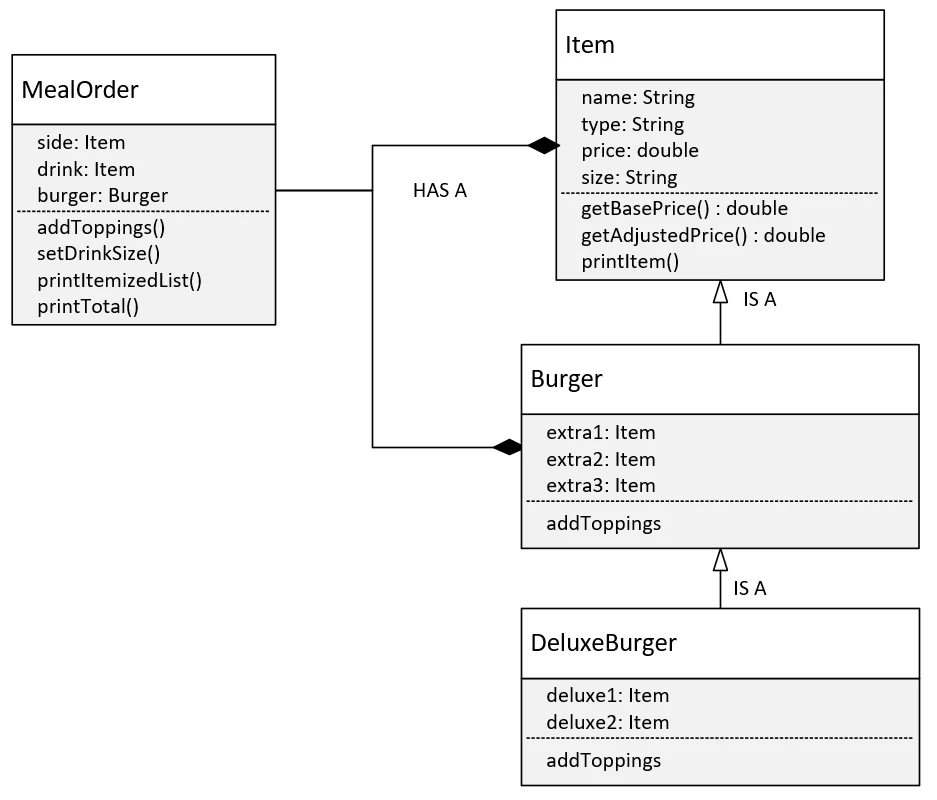 MealOrder
side: Item
drink: Item
burger: Burger
addToppings()
setDrinkSize()
printItemizedList()
printTotal()
HAS A
Item
name: String
type: String
price: double
size: String
getBasePrice() : double
getAdjustedPrice() : double
printItem()
IS A
Burger
extra1: Item
extra2: Item
extra3: Item
addToppings
IS A
DeluxeBurger
deluxe1: Item
deluxe2: Item
addToppings